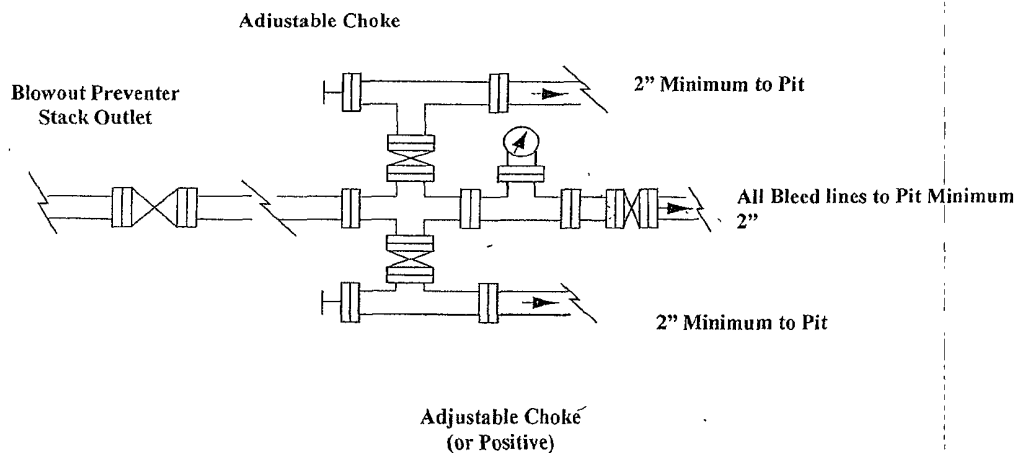 Adjustable Choke
Blowout Preventer
Stack Outlet
2” Minimum to Pit
All Bleed lines to Pit Minimum
2”
2” Minimum to Pit
Adjustable Choke
(or Positive)